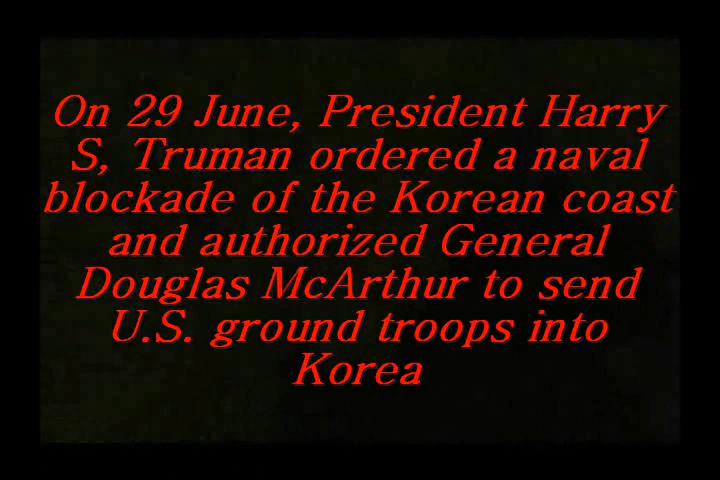 On 29 June, President Harry
S, Truman ordered a naval
blockade of the Korean coast
and authorized General
Douglas McArthur to send
U.S. ground troops into
Korea